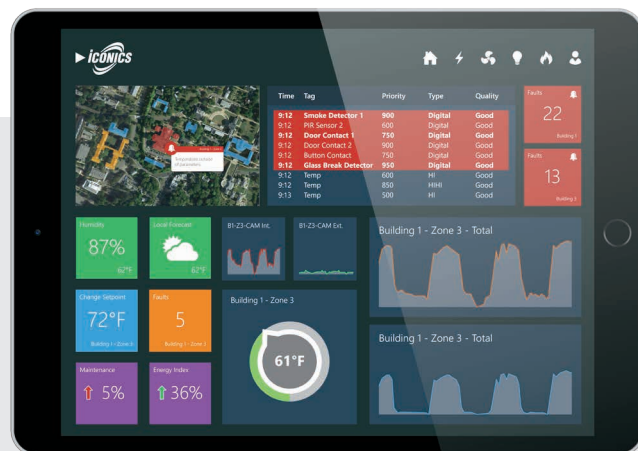 ICONICS
Time Tag Priority Type Quality
9:12 Smoke Detector 1 900 Digital Good
9:12 PIR Sensor 2 600 Digital Good
9:12 Door Contact 1 750 Digital Good
9:12 Door Contact 2 900 Digital Good
9:12 Button Contact 750 Digital Good
9:12 Glass Break Detector 950 Digital Good
9:12 Temp 600 HI Good
9:12 Temp 850 HIHI Good
9:13 Temp 500 HI Good
Faults
22
Building 1
Faults
13
Building 3
Humidity
87%
62°F
Local Forecast
62°F
B1-Z3-CAM Int.
B1-Z3-CAM Ext.
Building 1 - Zone 3 - Total
Change Setpoint
72°F
Building 1 - Zone 3
Faults
5
Building 1 - Zone 3
Building 1 - Zone 3
61°F
Building 1 - Zone 3 - Total
Maintenance
5%
Energy Index
36%